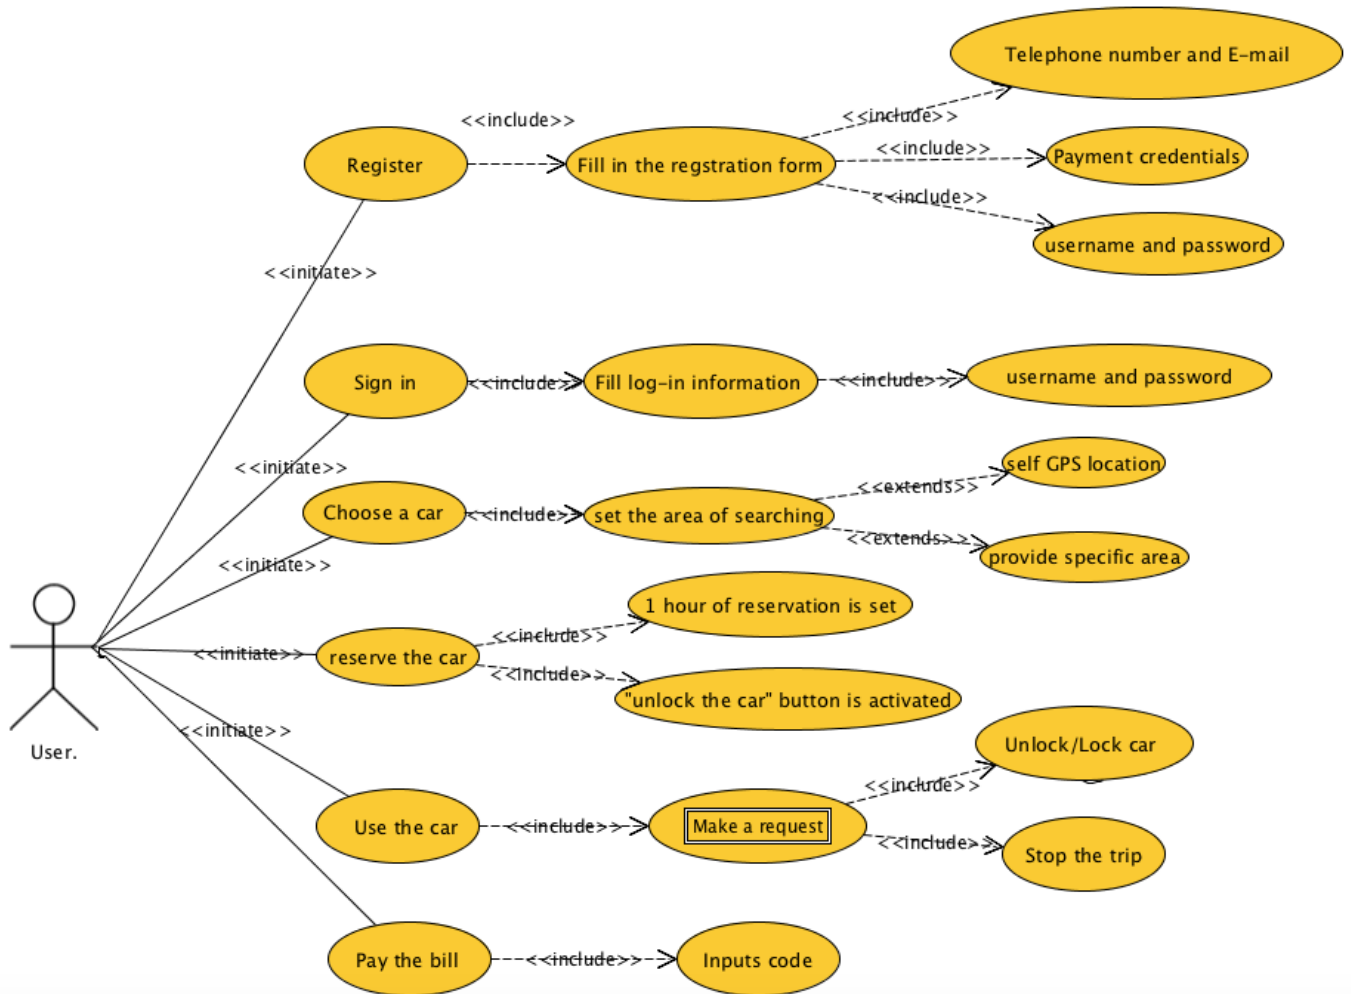 Telephone number and E-mail
<<include>>
<<include>>
Register
Fill in the regstration form
<<include>>
Payment credentials
<<include>>
username and password
<<initiate>>
Sign in
<<include>>
Fill log-in information
<<include>>
username and password
<<initiate>>
self GPS location
<<extends>>
Choose a car
<<include>>
set the area of searching
<<extends>>
provide specific area
<<initiate>>
1 hour of reservation is set
<<include>>
<<initiate>>
reserve the car
<<include>>
"unlock the car" button is activated
<<initiate>>
User.
Unlock/Lock car
<<include>>
Use the car
<<include>>
Make a request
<<include>>
Stop the trip
Pay the bill
<<include>>
Inputs code